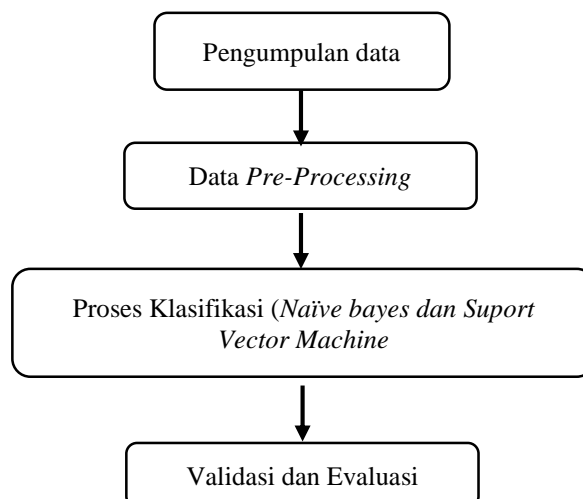 Pengumpulan data
Data Pre-Processing
Proses Klasifikasi (Naïve bayes dan Suport
Vector Machine
Validasi dan Evaluasi